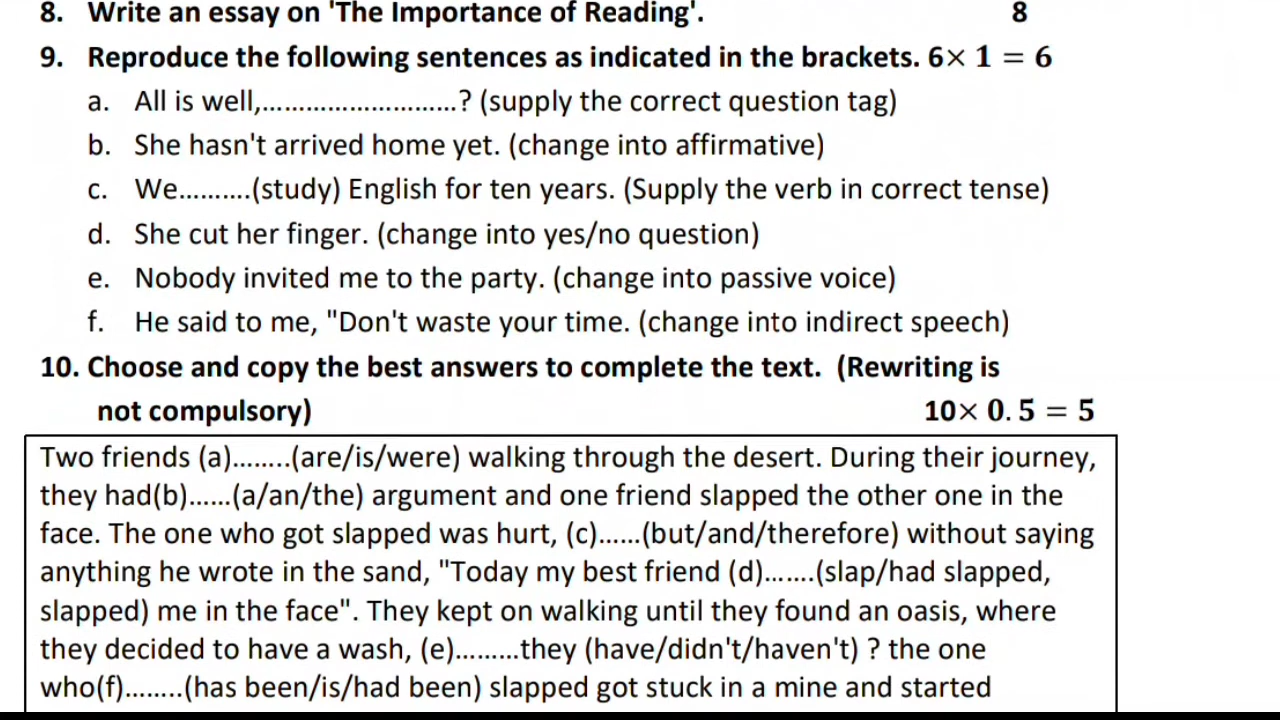 8. Write an essay on 'The Importance of Reading'. 8
9. Reproduce the following sentences as indicated in the brackets. 6× 1 = 6
a. All is well,...........................? (supply the correct question tag)
b. She hasn't arrived home yet. (change into affirmative)
c. We..........(study) English for ten years. (Supply the verb in correct tense)
d. She cut her finger. (change into yes/no question)
e. Nobody invited me to the party. (change into passive voice)
f. He said to me, "Don't waste your time. (change into indirect speech)
10. Choose and copy the best answers to complete the text. (Rewriting is
not compulsory) 10× 0. 5 = 5
Two friends (a)........(are/is/were) walking through the desert. During their journey,
they had(b)......(a/an/the) argument and one friend slapped the other one in the
face. The one who got slapped was hurt, (c)......(but/and/therefore) without saying
anything he wrote in the sand, "Today my best friend (d).......(slap/had slapped,
slapped) me in the face". They kept on walking until they found an oasis, where
they decided to have a wash, (e).........they (have/didn't/haven't) ? the one
who(f)........(has been/is/had been) slapped got stuck in a mine and started